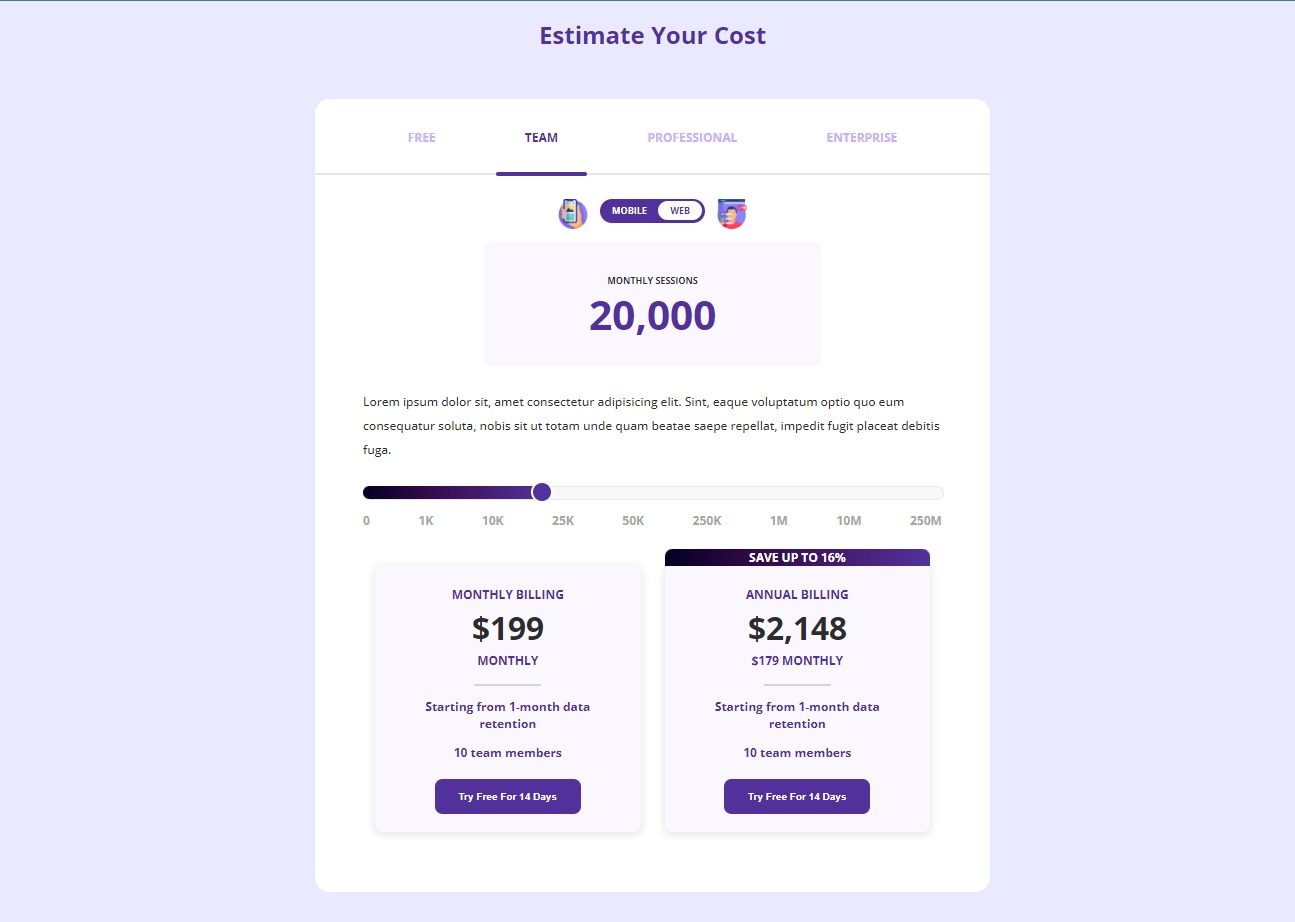 Estimate Your Cost
FREE TEAM PROFESSIONAL ENTERPRISE
MOBILE WEB
MONTHLY SESSIONS
20,000
Lorem ipsum dolor sit, amet consectetur adipisicing elit. Sint, eaque voluptatum optio quo eum
consequatur soluta, nobis sit ut totam unde quam beatae saepe repellat, impedit fugit placeat debitis
fuga.
0 1K 10K 25K 50K 250K 1M 10M 250M
MONTHLY BILLING
$199
MONTHLY
Starting from 1-month data
retention
10 team members
Try Free For 14 Days
SAVE UP TO 16%
ANNUAL BILLING
$2,148
$179 MONTHLY
Starting from 1-month data
retention
10 team members
Try Free For 14 Days